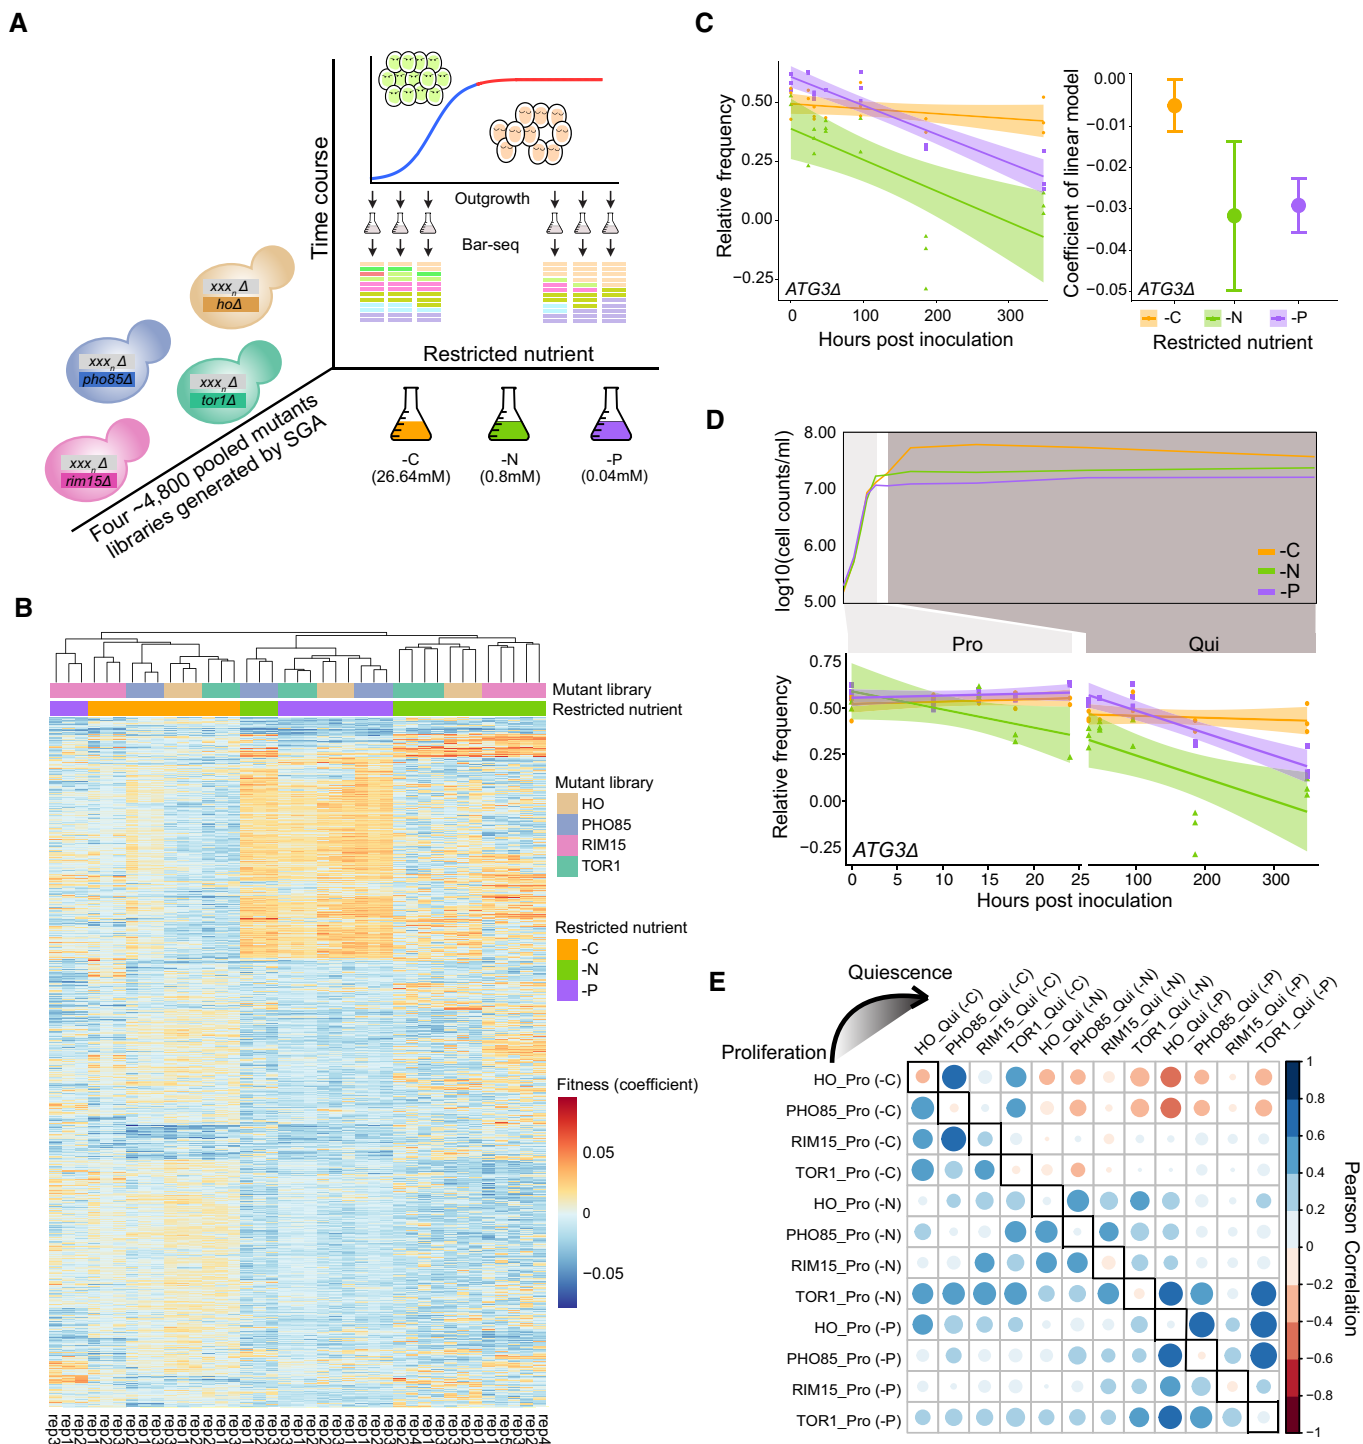 A
Time course
Outgrowth
Bar-seq
Restricted nutrient
xxxn Δ
hoΔ
xxxn Δ
pho85Δ
xxxn Δ
tor1Δ
xxxn Δ
rim15Δ
Four ~4,800 pooled mutants
libraries generated by SGA
-C
(26.64mM)
-N
(0.8mM)
-P
(0.04mM)
B
Mutant library
Restricted nutrient
Mutant library
HO
PHO85
RIM15
TOR1
Restricted nutrient
-C
-N
-P
Fitness (coefficient)
0.05
0
−0.05
C
Relative frequency
0.50
0.25
0.00
−0.25
ATG3Δ
0 100 200 300
Hours post inoculation
Coefficient of linear model
0.00
−0.01
−0.02
−0.03
−0.04
−0.05
ATG3Δ
-C -N -P
Restricted nutrient
D
log10(cell counts/ml)
8.00
7.00
6.00
5.00
-C
-N
-P
Pro
Qui
Relative frequency
0.75
0.50
0.25
0.00
−0.25
ATG3Δ
0 5 10 15 20 25
100 200 300
Hours post inoculation
E
Quiescence
Proliferation
HO_Qui (-C)
PHO85_Qui (-C)
RIM15_Qui (-C)
TOR1_Qui (-C)
HO_Qui (-N)
PHO85_Qui (-N)
RIM15_Qui (-N)
TOR1_Qui (-N)
HO_Qui (-P)
PHO85_Qui (-P)
RIM15_Qui (-P)
TOR1_Qui (-P)
HO_Pro (-C)
PHO85_Pro (-C)
RIM15_Pro (-C)
TOR1_Pro (-C)
HO_Pro (-N)
PHO85_Pro (-N)
RIM15_Pro (-N)
TOR1_Pro (-N)
HO_Pro (-P)
PHO85_Pro (-P)
RIM15_Pro (-P)
TOR1_Pro (-P)
1
0.8
0.6
0.4
0.2
0
−0.2
−0.4
−0.6
−0.8
−1
Pearson Correlation